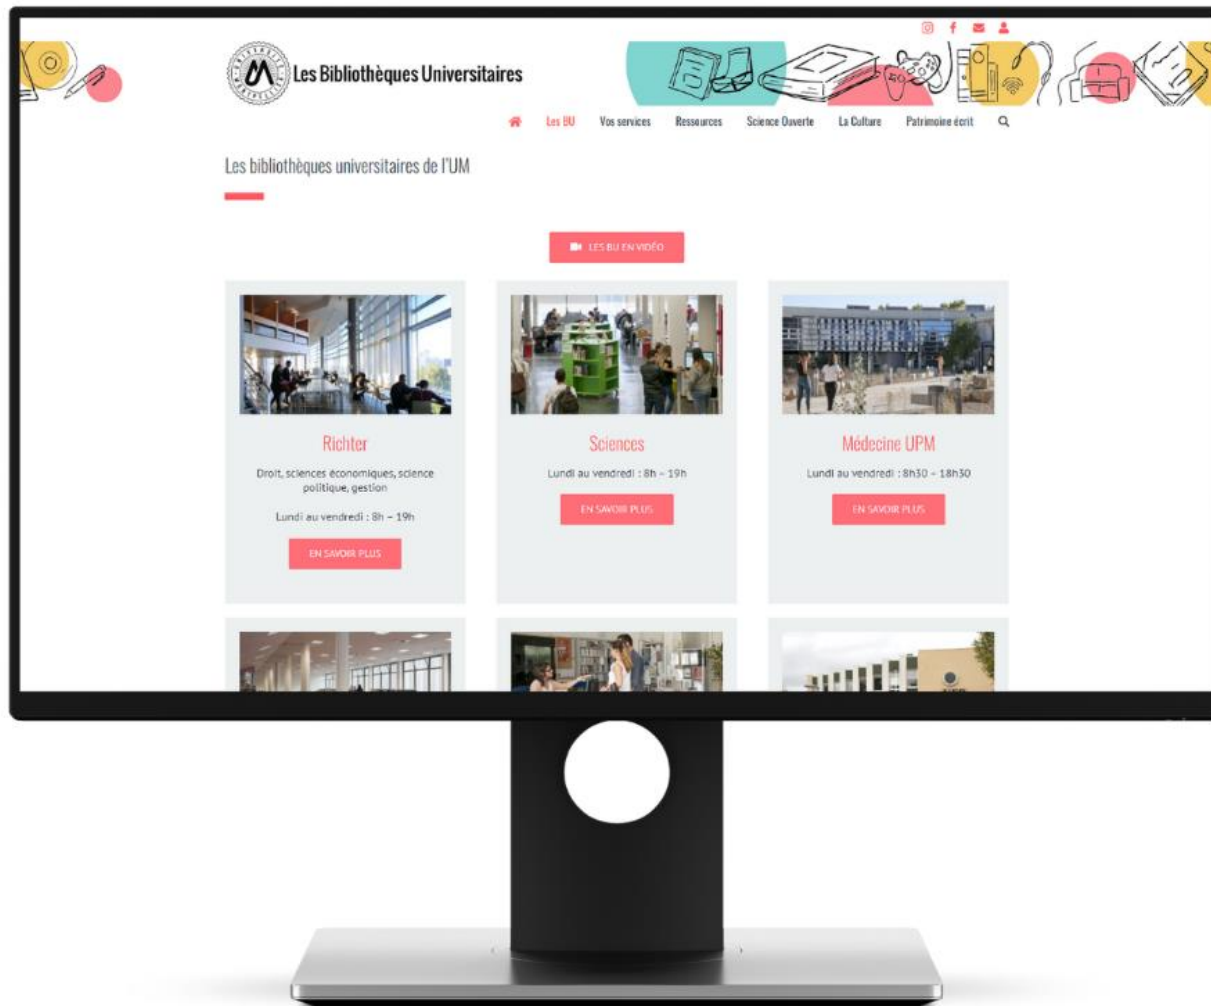 Les Bibliothèques Universitaires
Les BU Vos services Ressources Science Ouverte La Culture Patrimoine écrit
Les bibliothèques universitaires de l'UM
LES BU EN VIDÉO
Richter
Droit, sciences économiques, science
politique, gestion
Lundi au vendredi : 8h – 19h
EN SAVOIR PLUS
Sciences
Lundi au vendredi : 8h – 19h
EN SAVOIR PLUS
Médecine UPM
Lundi au vendredi : 8h30 – 18h30
EN SAVOIR PLUS